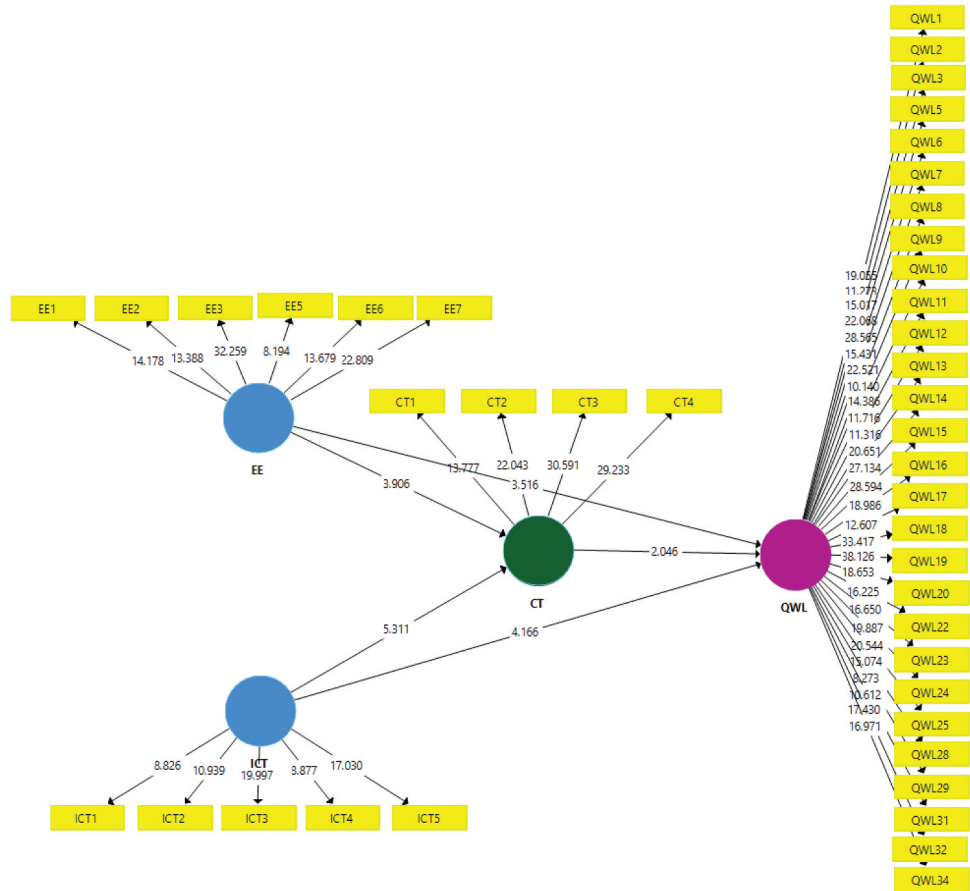 QWL1
QWL2
QWL3
QWL5
QWL6
QWL7
QWL8
QWL9
QWL10
QWL11
QWL12
QWL13
QWL14
QWL15
QWL16
QWL17
QWL18
QWL19
QWL20
QWL22
QWL23
QWL24
QWL25
QWL28
QWL29
QWL31
QWL32
QWL34
19.055
11.273
15.017
22.068
28.565
15.431
22.521
10.140
14.386
11.716
11.316
20.651
27.134
28.594
18.986
12.607
33.417
38.126
18.653
16.225
16.650
19.887
20.544
15.074
8.273
10.612
17.430
16.971
EE1 EE2 EE3 EE5 EE6 EE7
14.178 13.388 32.259 8.194 13.679 22.809
EE
CT1 CT2 CT3 CT4
13.777 22.043 30.591 29.233
3.906 3.516
CT
2.046
QWL
5.311 4.166
ICT
8.826 10.939 19.997 8.877 17.030
ICT1 ICT2 ICT3 ICT4 ICT5